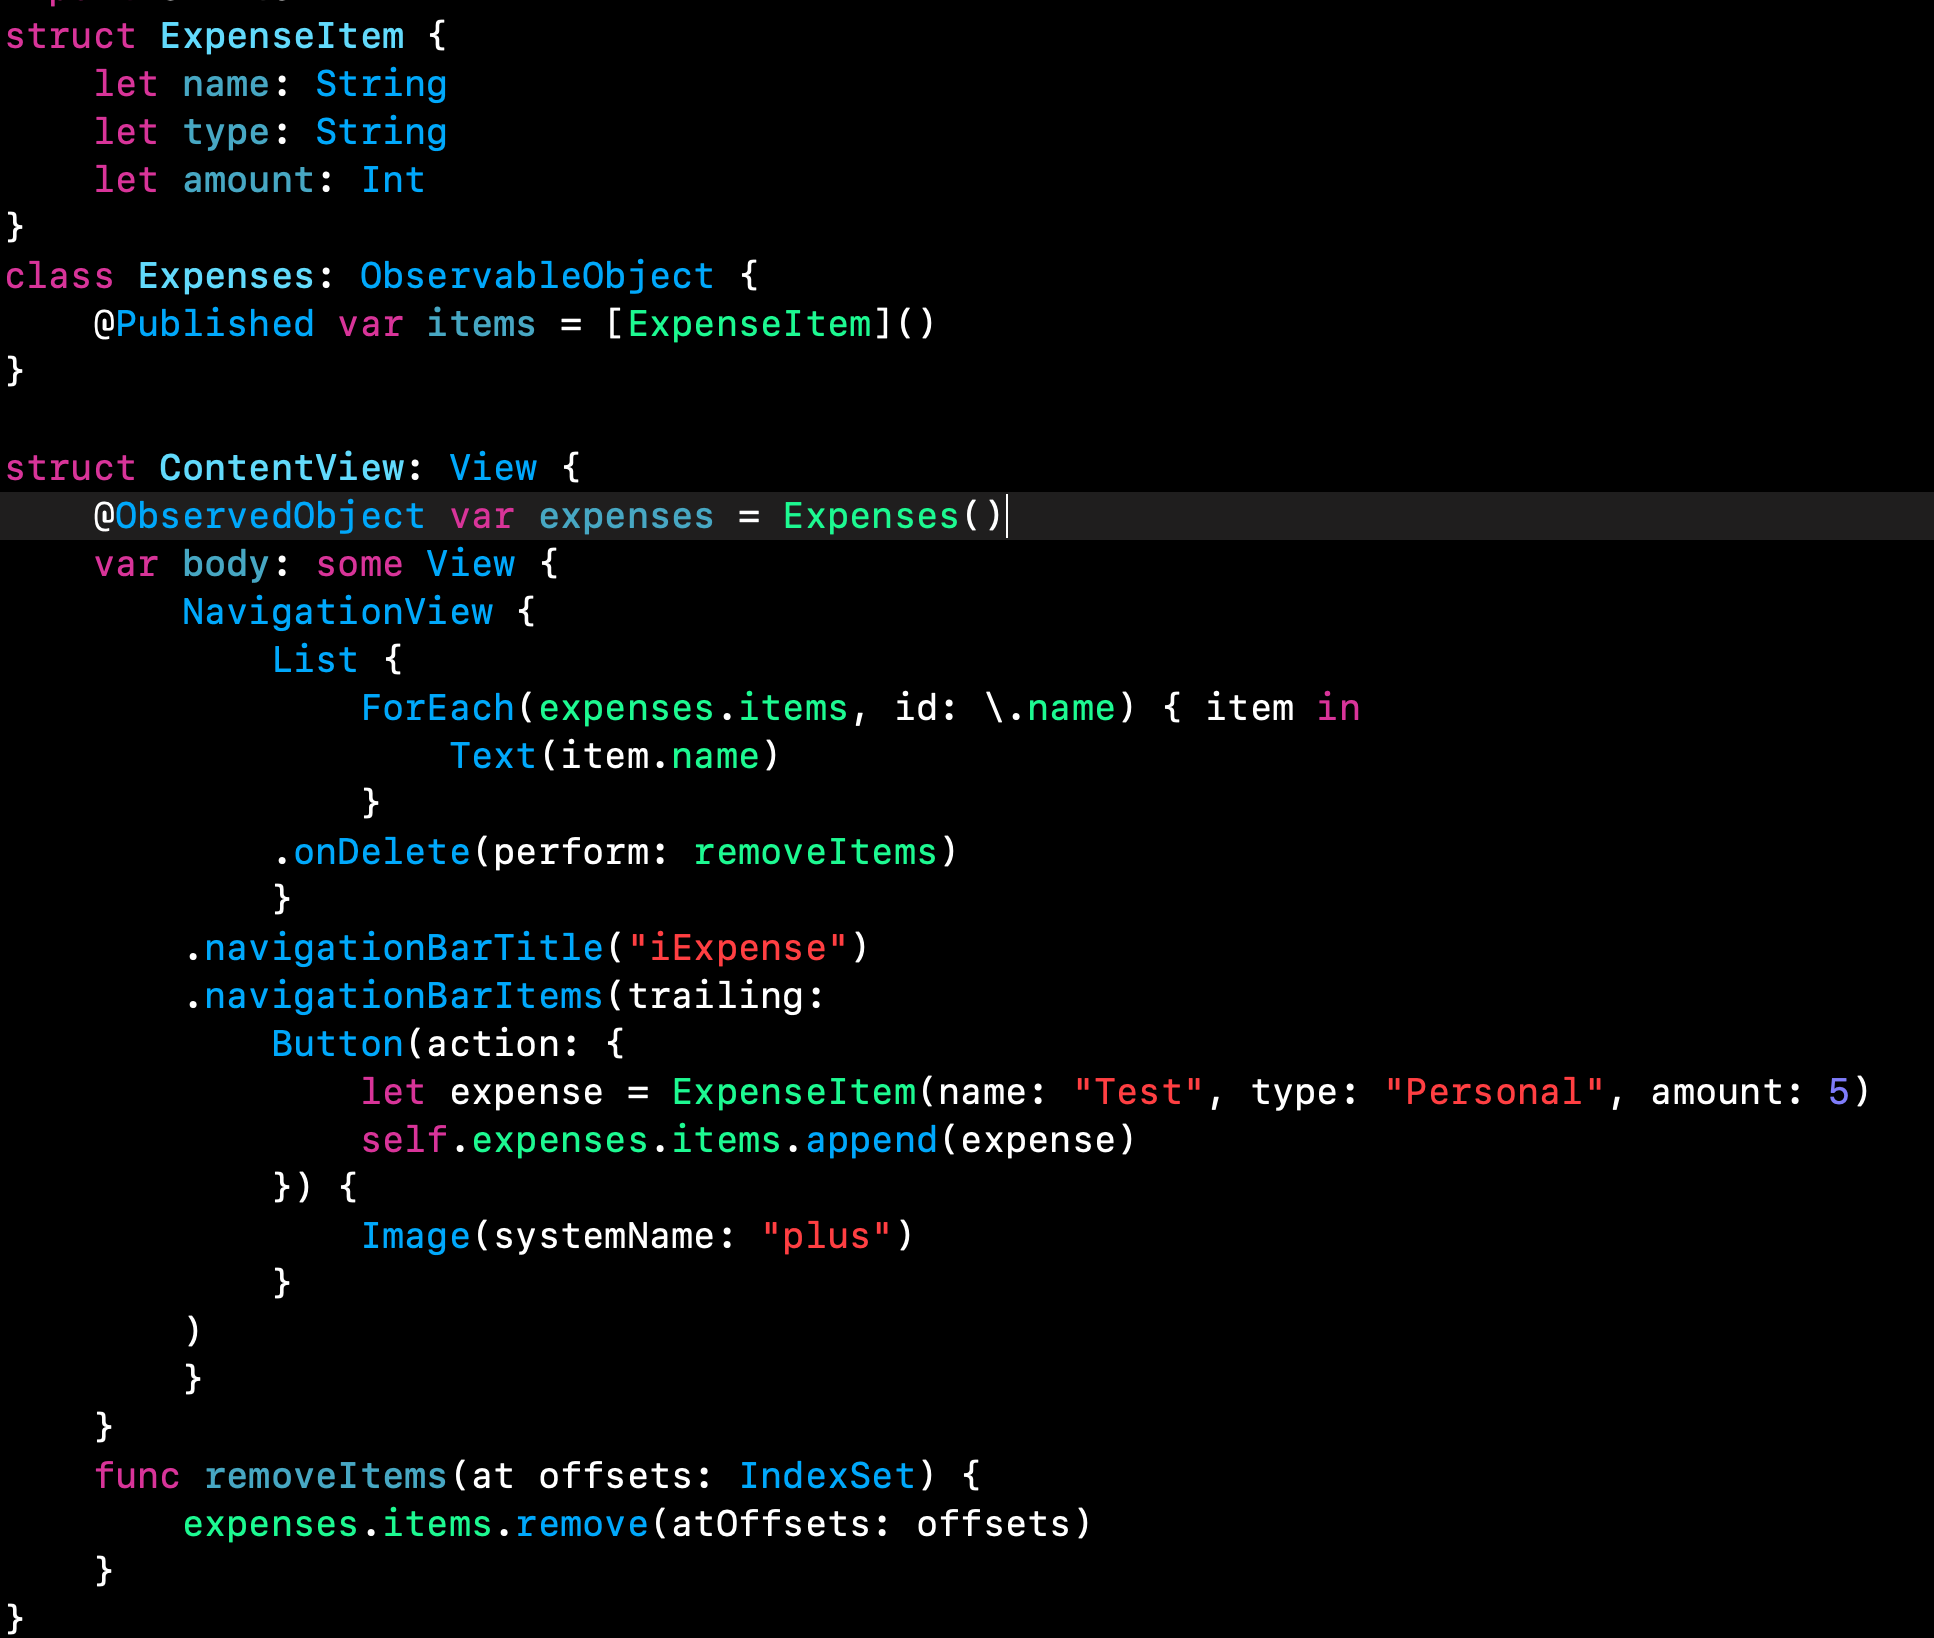 struct ExpenseItem {
    let name: String
    let type: String
    let amount: Int
}
class Expenses: ObservableObject {
    @Published var items = [ExpenseItem]()
}

struct ContentView: View {
    @ObservedObject var expenses = Expenses()
    var body: some View {
        NavigationView {
            List {
                ForEach(expenses.items, id: \.name) { item in
                    Text(item.name)
                }
            .onDelete(perform: removeItems)
            }
        .navigationBarTitle("iExpense")
        .navigationBarItems(trailing:
            Button(action: {
                let expense = ExpenseItem(name: "Test", type: "Personal", amount: 5)
                self.expenses.items.append(expense)
            }) {
                Image(systemName: "plus")
            }
        )
        }
    }
    func removeItems(at offsets: IndexSet) {
        expenses.items.remove(atOffsets: offsets)
    }
}